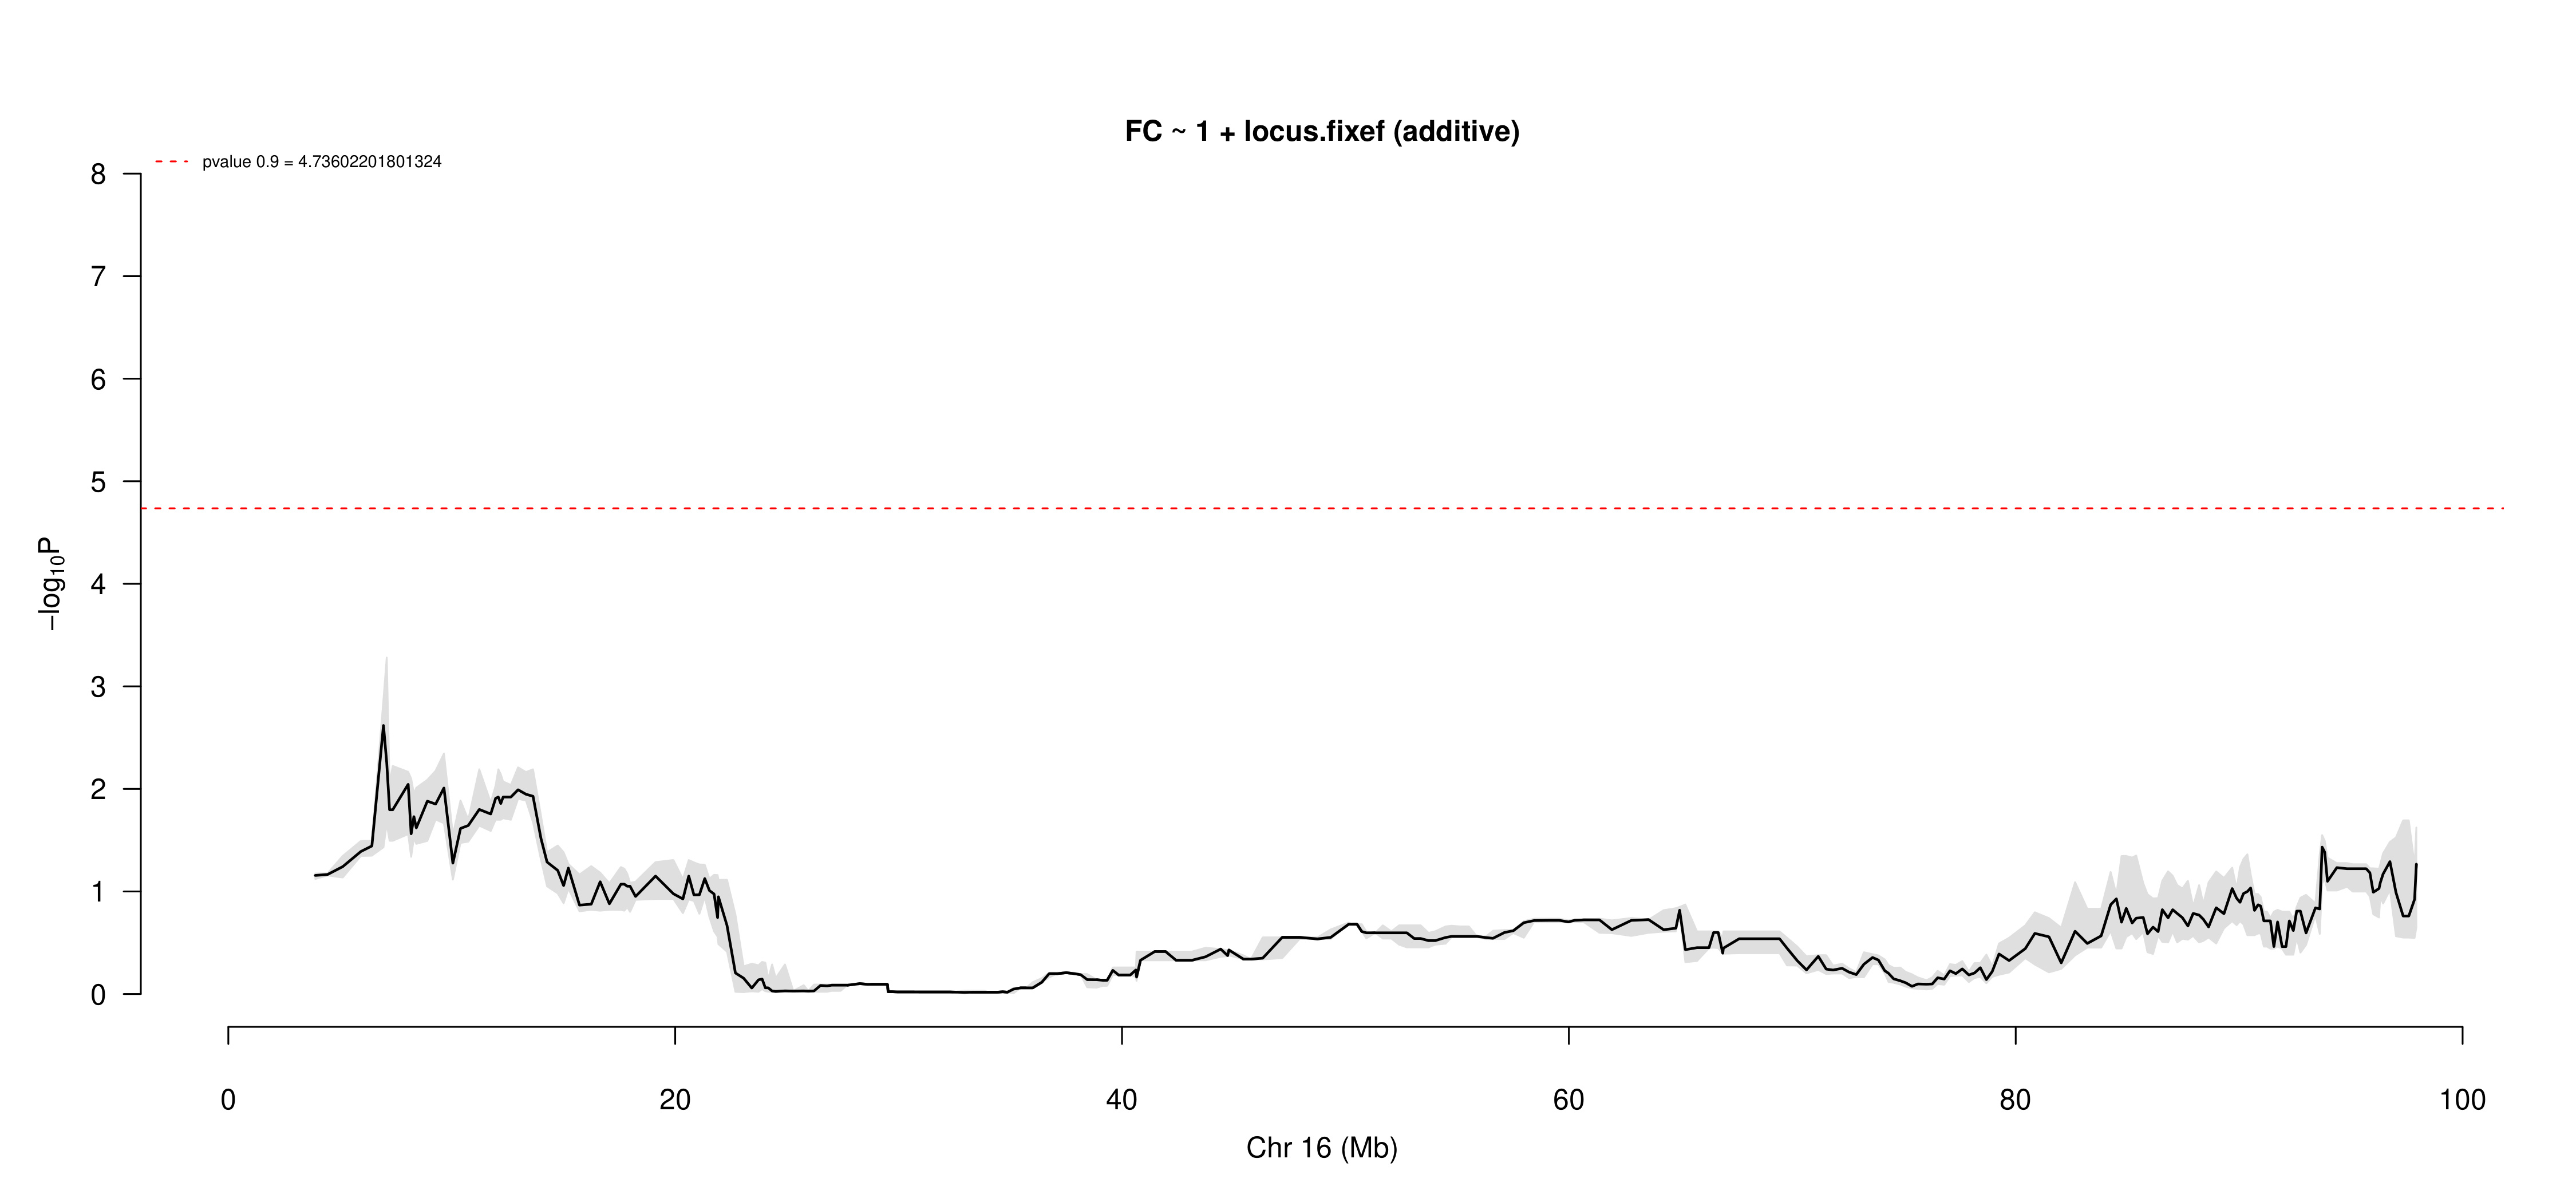 FC ~ 1 + locus.fixef (additive)
pvalue 0.9 = 4.73602201801324
8
7
6
5
4
3
2
1
0
−log10P
0 20 40 60 80 100
Chr 16 (Mb)